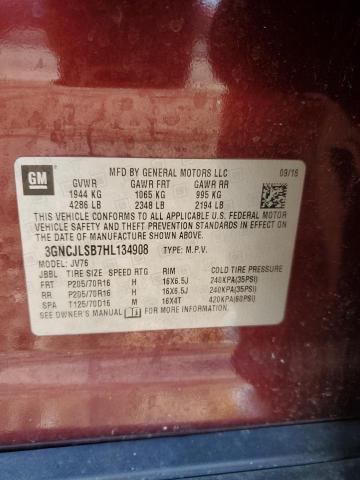 GM
MFD BY GENERAL MOTORS LLC
09/16
GVWR GAWR FRT GAWR RR
1944 KG 1065 KG 995 KG
4286 LB 2348 LB 2194 LB
THIS VEHICLE CONFORMS TO ALL APPLICABLE U.S. FEDERAL MOTOR
VEHICLE SAFETY AND THEFT PREVENTION STANDARDS IN EFFECT ON
THE DATE OF MANUFACTURE SHOWN ABOVE.
3GNCJLSB7HL134908 TYPE: M.P.V.
MODEL: JV76
JBBL TIRE SIZE SPEED RTG RIM COLD TIRE PRESSURE
FRT P205/70R16 H 16X6.5J 240KPA(35PSI)
RR P205/70R16 H 16X6.5J 240KPA(35PSI)
SPA T125/70D16 M 16X4T 420KPA(60PSI)
SEE OWNER'S MANUAL FOR MORE INFORMATION.